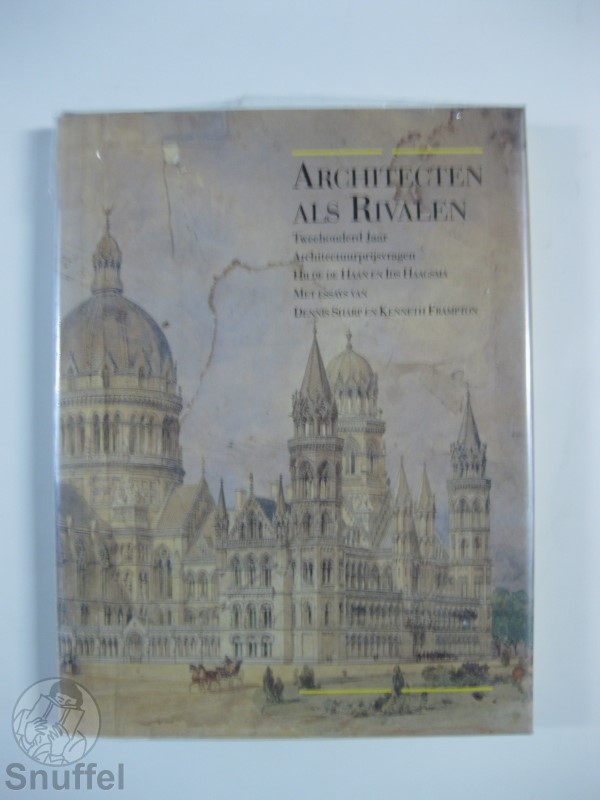 ARCHITECTEN
ALS RIVALEN
Tweehonderd Jaar
Architectuurprijsvragen
HILDE DE HAAN EN IDS HAAGSMA
MET ESSAYS VAN
DENNIS SHARP EN KENNETH FRAMPTON
Snuffel